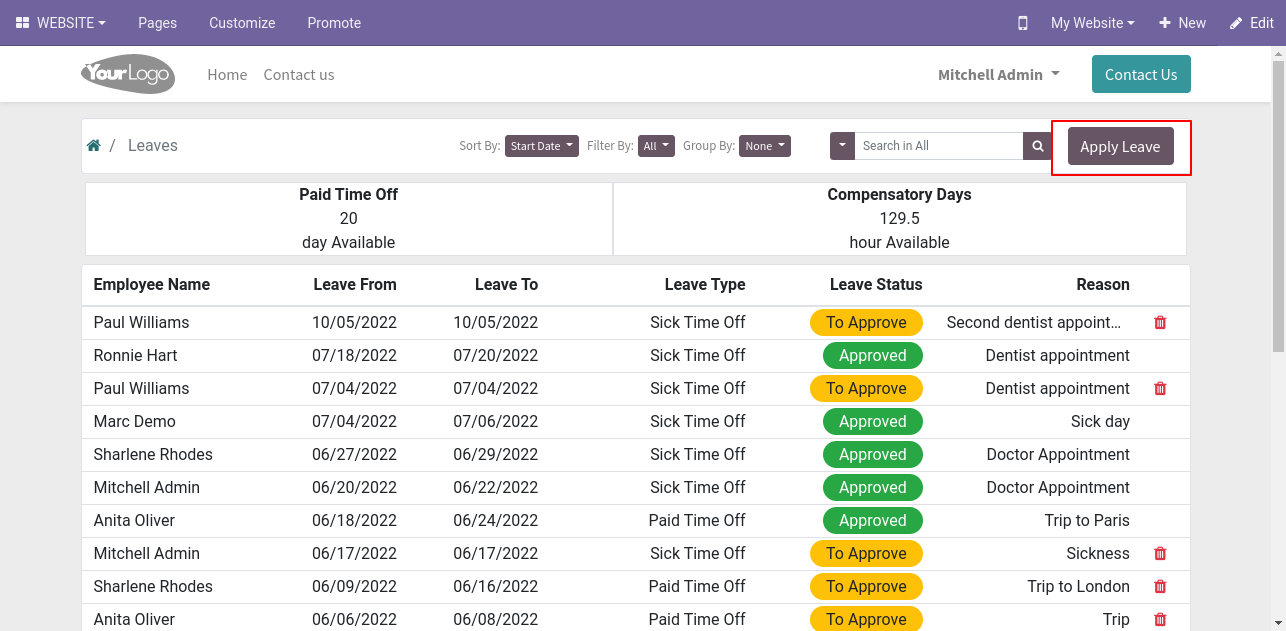 WEBSITE Pages Customize Promote My Website New Edit
YourLogo Home Contact us Mitchell Admin Contact Us
/ Leaves Sort By: Start Date Filter By: All Group By: None Search in All Apply Leave
Paid Time Off Compensatory Days
20 129.5
day Available hour Available
Employee Name Leave From Leave To Leave Type Leave Status Reason
Paul Williams 10/05/2022 10/05/2022 Sick Time Off To Approve Second dentist appoint...
Ronnie Hart 07/18/2022 07/20/2022 Sick Time Off Approved Dentist appointment
Paul Williams 07/04/2022 07/04/2022 Sick Time Off To Approve Dentist appointment
Marc Demo 07/04/2022 07/06/2022 Sick Time Off Approved Sick day
Sharlene Rhodes 06/27/2022 06/29/2022 Sick Time Off Approved Doctor Appointment
Mitchell Admin 06/20/2022 06/22/2022 Sick Time Off Approved Doctor Appointment
Anita Oliver 06/18/2022 06/24/2022 Paid Time Off Approved Trip to Paris
Mitchell Admin 06/17/2022 06/17/2022 Sick Time Off To Approve Sickness
Sharlene Rhodes 06/09/2022 06/16/2022 Paid Time Off To Approve Trip to London
Anita Oliver 06/06/2022 06/08/2022 Paid Time Off To Approve Trip